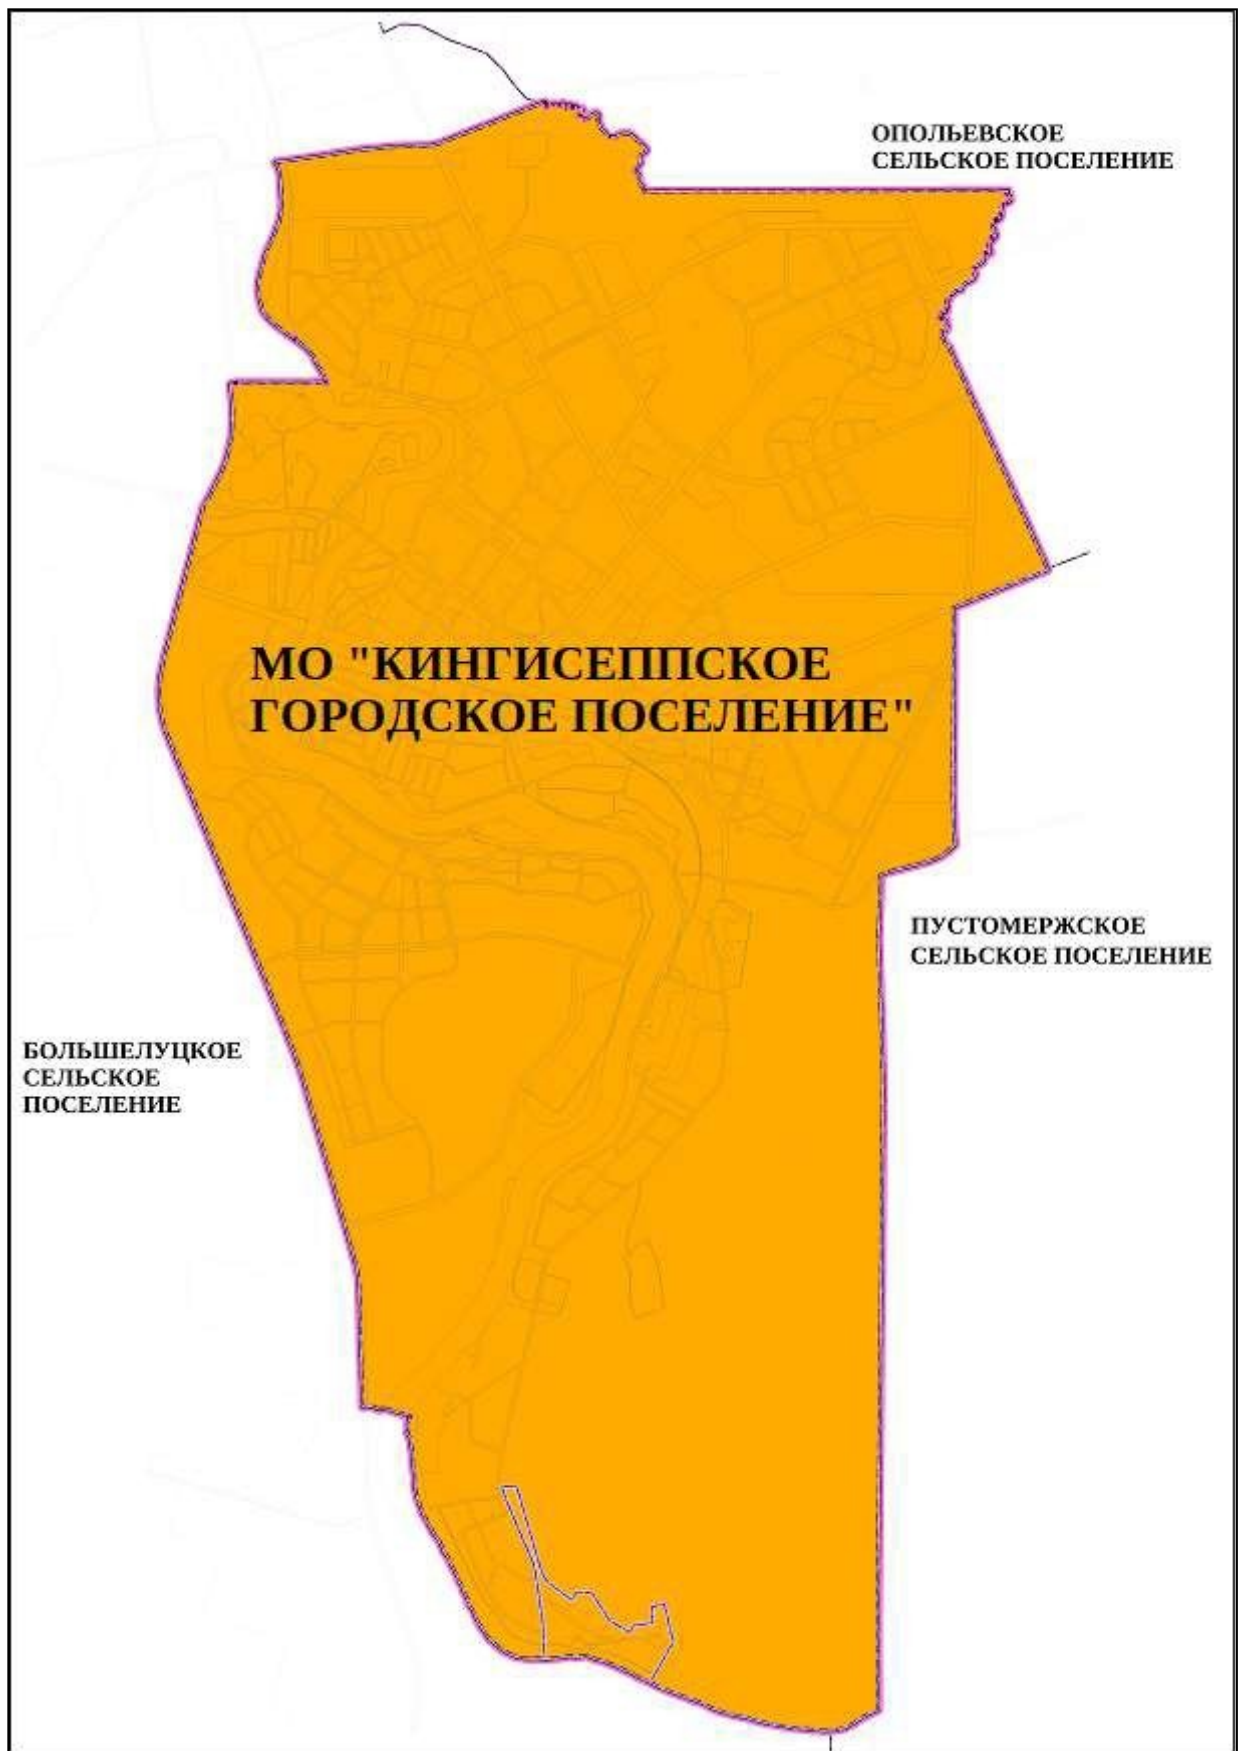 ОПОЛЬЕВСКОЕ
СЕЛЬСКОЕ ПОСЕЛЕНИЕ
МО "КИНГИСЕППСКОЕ
ГОРОДСКОЕ ПОСЕЛЕНИЕ"
ПУСТОМЕРЖСКОЕ
СЕЛЬСКОЕ ПОСЕЛЕНИЕ
БОЛЬШЕЛУЦКОЕ
СЕЛЬСКОЕ
ПОСЕЛЕНИЕ